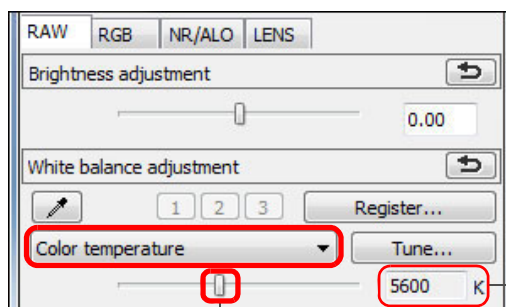 RAW RGB NR/ALO LENS
Brightness adjustment
0.00
White balance adjustment
1 2 3 Register...
Color temperature Tune...
5600 K